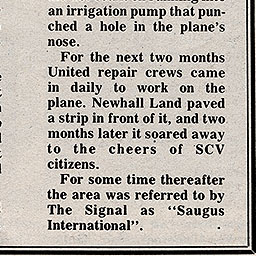 an irrigation pump that pun-
ched a hole in the plane's
nose.
For the next two months
United repair crews came
in daily to work on the
plane. Newhall Land paved
a strip in front of it, and two
months later it soared away
to the cheers of SCV
citizens.
For some time thereafter
the area was referred to by
The Signal as "Saugus
International".